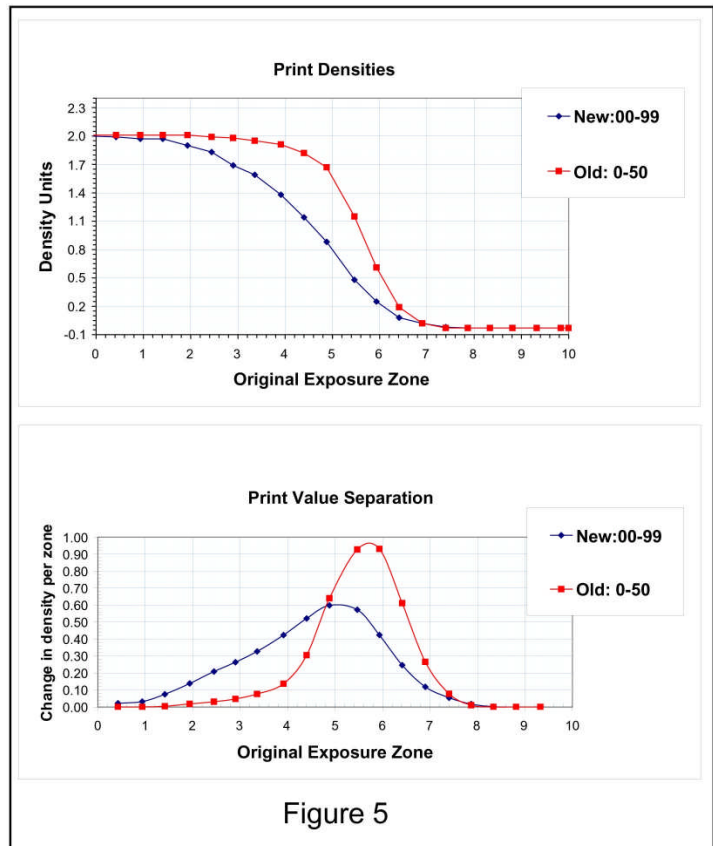 Print Densities
Density Units
2.3
2.0
1.7
1.4
1.1
0.8
0.5
0.2
-0.1
0 1 2 3 4 5 6 7 8 9 10
Original Exposure Zone
New:00-99
Old: 0-50
Print Value Separation
Change in density per zone
1.00
0.90
0.80
0.70
0.60
0.50
0.40
0.30
0.20
0.10
0.00
0 1 2 3 4 5 6 7 8 9 10
Original Exposure Zone
New:00-99
Old: 0-50
Figure 5